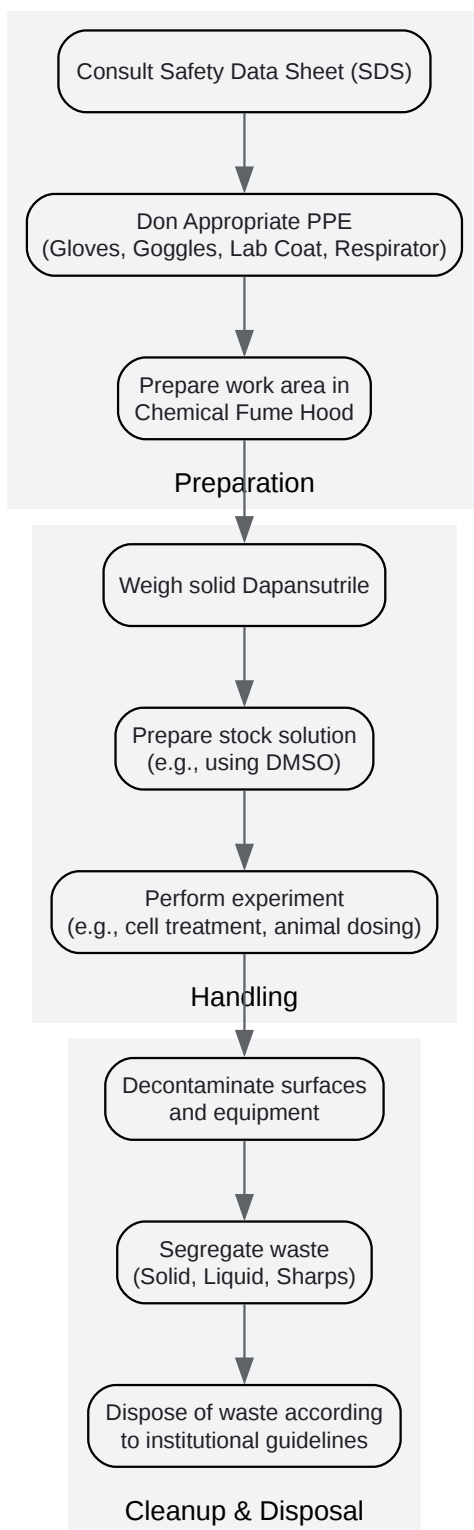 Consult Safety Data Sheet (SDS)
Don Appropriate PPE
(Gloves, Goggles, Lab Coat, Respirator)
Prepare work area in
Chemical Fume Hood
Preparation
Weigh solid Dapansutrile
Prepare stock solution
(e.g., using DMSO)
Perform experiment
(e.g., cell treatment, animal dosing)
Handling
Decontaminate surfaces
and equipment
Segregate waste
(Solid, Liquid, Sharps)
Dispose of waste according
to institutional guidelines
Cleanup & Disposal